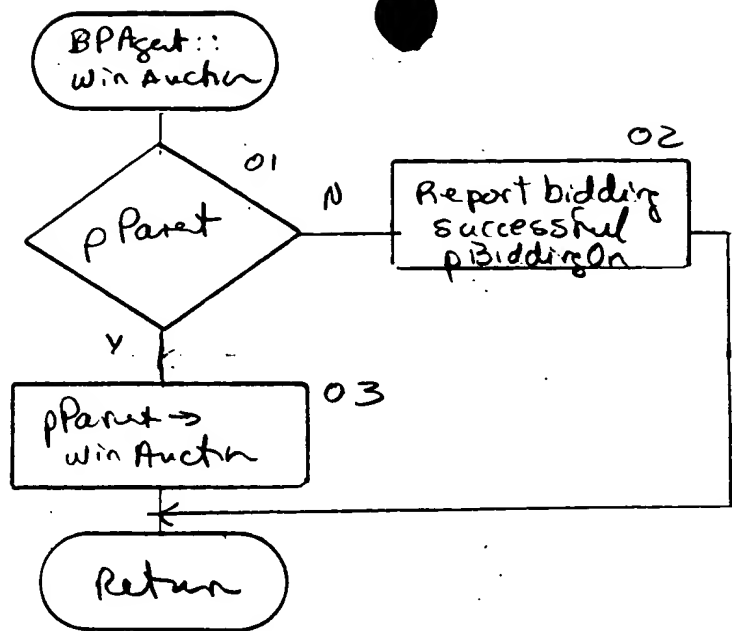 BPAgent::
Win Auction
01
pParent
N
02
Report bidding
successful
pBiddingOn
Y
03
pParent →
win Auction
Return